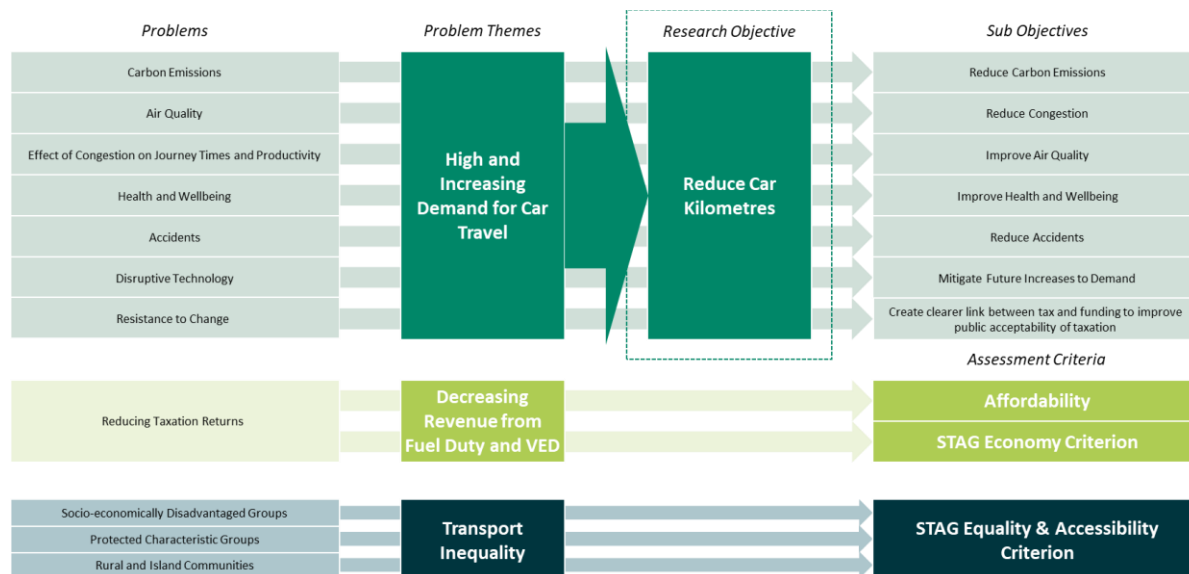 Problems
Problem Themes
Research Objective
Sub Objectives
Carbon Emissions
Air Quality
Effect of Congestion on Journey Times and Productivity
Health and Wellbeing
Accidents
Disruptive Technology
Resistance to Change
High and
Increasing
Demand for Car
Travel
Reduce Car
Kilometres
Reduce Carbon Emissions
Reduce Congestion
Improve Air Quality
Improve Health and Wellbeing
Reduce Accidents
Mitigate Future Increases to Demand
Create clearer link between tax and funding to improve
public acceptability of taxation
Assessment Criteria
Reducing Taxation Returns
Decreasing
Revenue from
Fuel Duty and VED
Affordability
STAG Economy Criterion
Socio-economically Disadvantaged Groups
Protected Characteristic Groups
Rural and Island Communities
Transport
Inequality
STAG Equality & Accessibility
Criterion